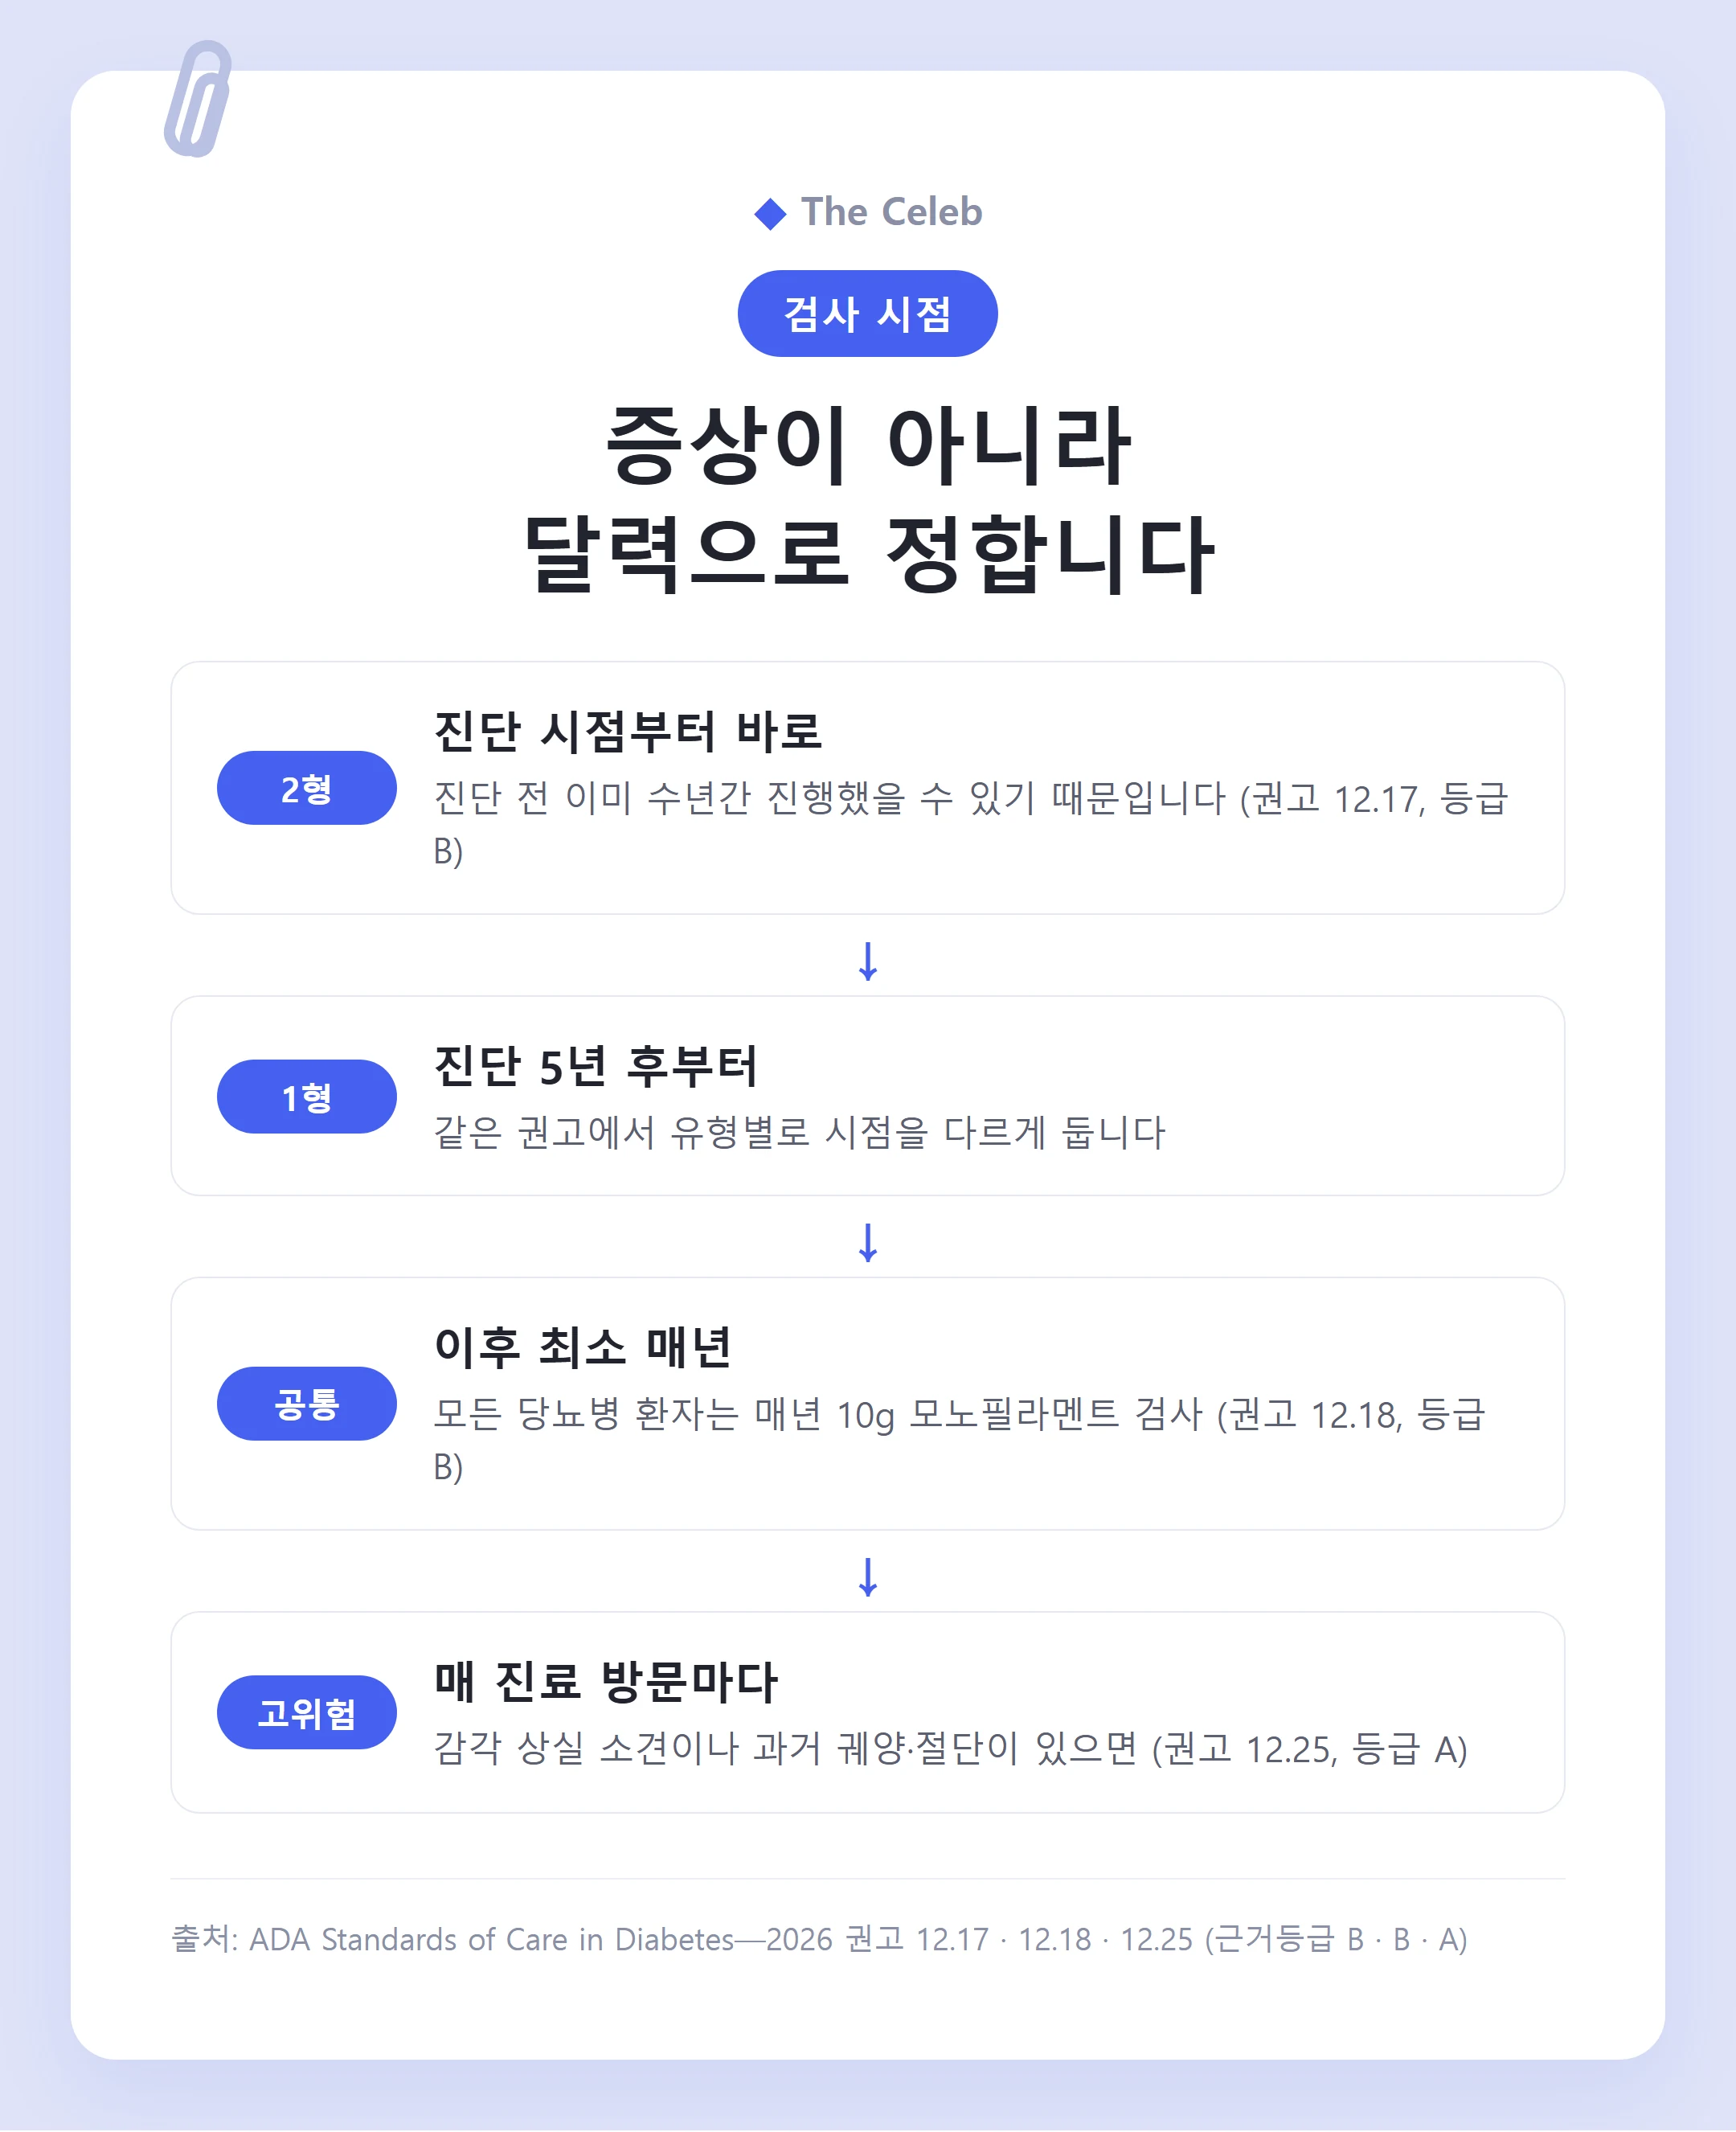 ◆ The Celeb
검사 시점
증상이 아니라
달력으로 정합니다
2형
진단 시점부터 바로
진단 전 이미 수년간 진행했을 수 있기 때문입니다 (권고 12.17, 등급
B)
↓
1형
진단 5년 후부터
같은 권고에서 유형별로 시점을 다르게 둡니다
↓
공통
이후 최소 매년
모든 당뇨병 환자는 매년 10g 모노필라멘트 검사 (권고 12.18, 등급
B)
↓
고위험
매 진료 방문마다
감각 상실 소견이나 과거 궤양·절단이 있으면 (권고 12.25, 등급 A)
출처: ADA Standards of Care in Diabetes—2026 권고 12.17 · 12.18 · 12.25 (근거등급 B · B · A)